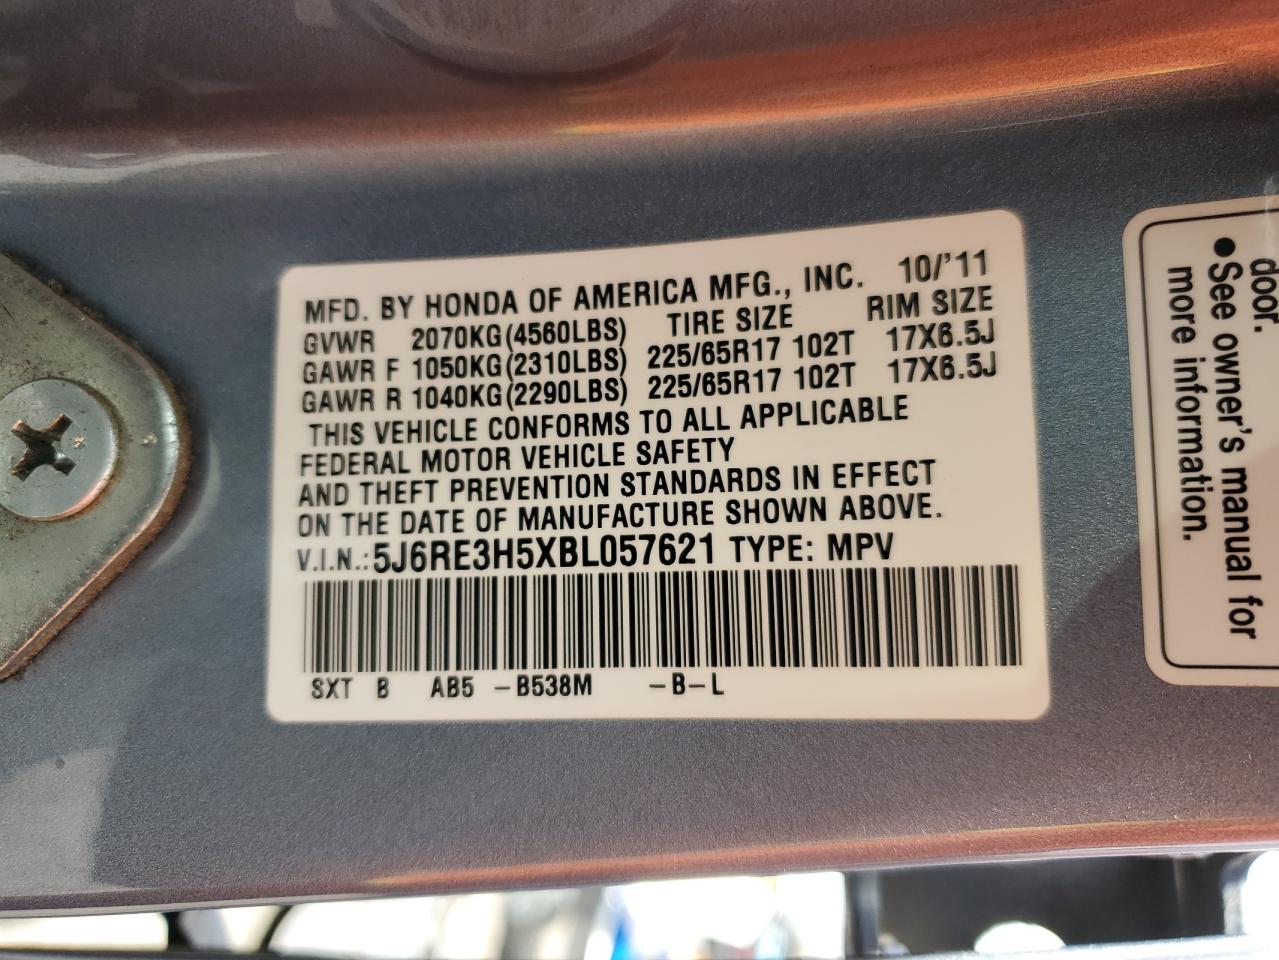 MFD. BY HONDA OF AMERICA MFG., INC. 10/'11
GVWR 2070KG(4560LBS) TIRE SIZE RIM SIZE
GAWR F 1050KG(2310LBS) 225/65R17 102T 17X6.5J
GAWR R 1040KG(2290LBS) 225/65R17 102T 17X6.5J
THIS VEHICLE CONFORMS TO ALL APPLICABLE
FEDERAL MOTOR VEHICLE SAFETY
AND THEFT PREVENTION STANDARDS IN EFFECT
ON THE DATE OF MANUFACTURE SHOWN ABOVE.
V.I.N.: 5J6RE3H5XBL057621 TYPE: MPV
SXT B AB5 -B538M -B-L
door.
●See owner's manual for
more information.